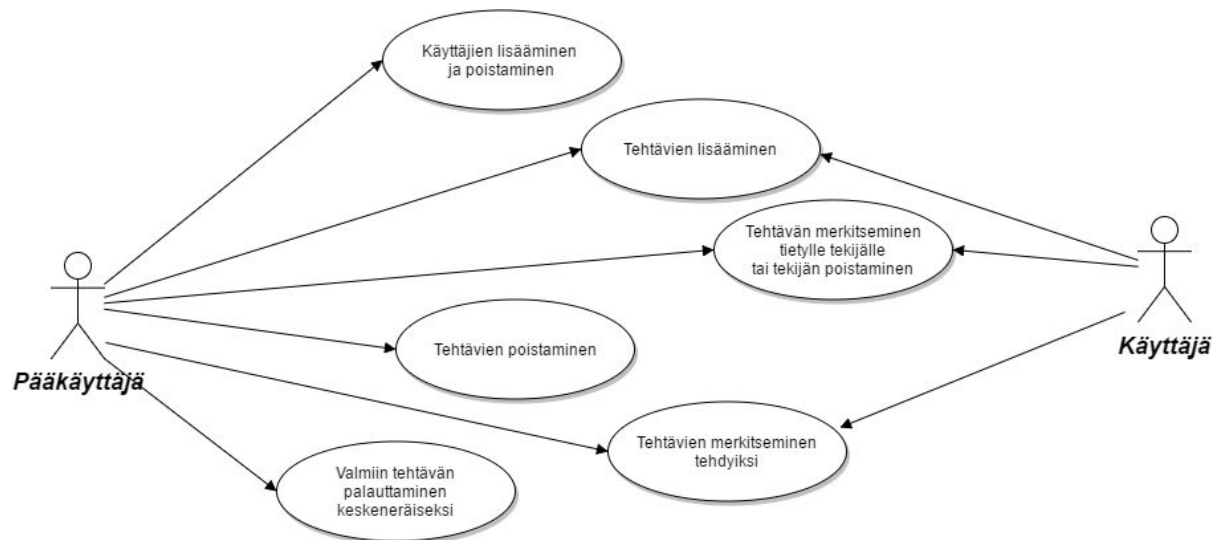 Käyttäjien lisääminen
ja poistaminen
Tehtävien lisääminen
Tehtävän merkitseminen
tietylle tekijälle
tai tekijän poistaminen
Tehtävien poistaminen
Käyttäjä
Pääkäyttäjä
Tehtävien merkitseminen
tehdyiksi
Valmiin tehtävän
palauttaminen
keskeneräiseksi